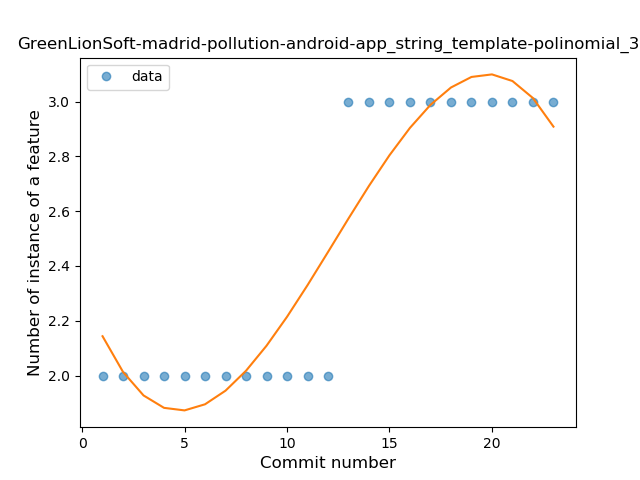 GreenLionSoft-madrid-pollution-android-app_string_template-polinomial_3
data
Number of instance of a feature
3.0
2.8
2.6
2.4
2.2
2.0
0
5
10
15
20
Commit number